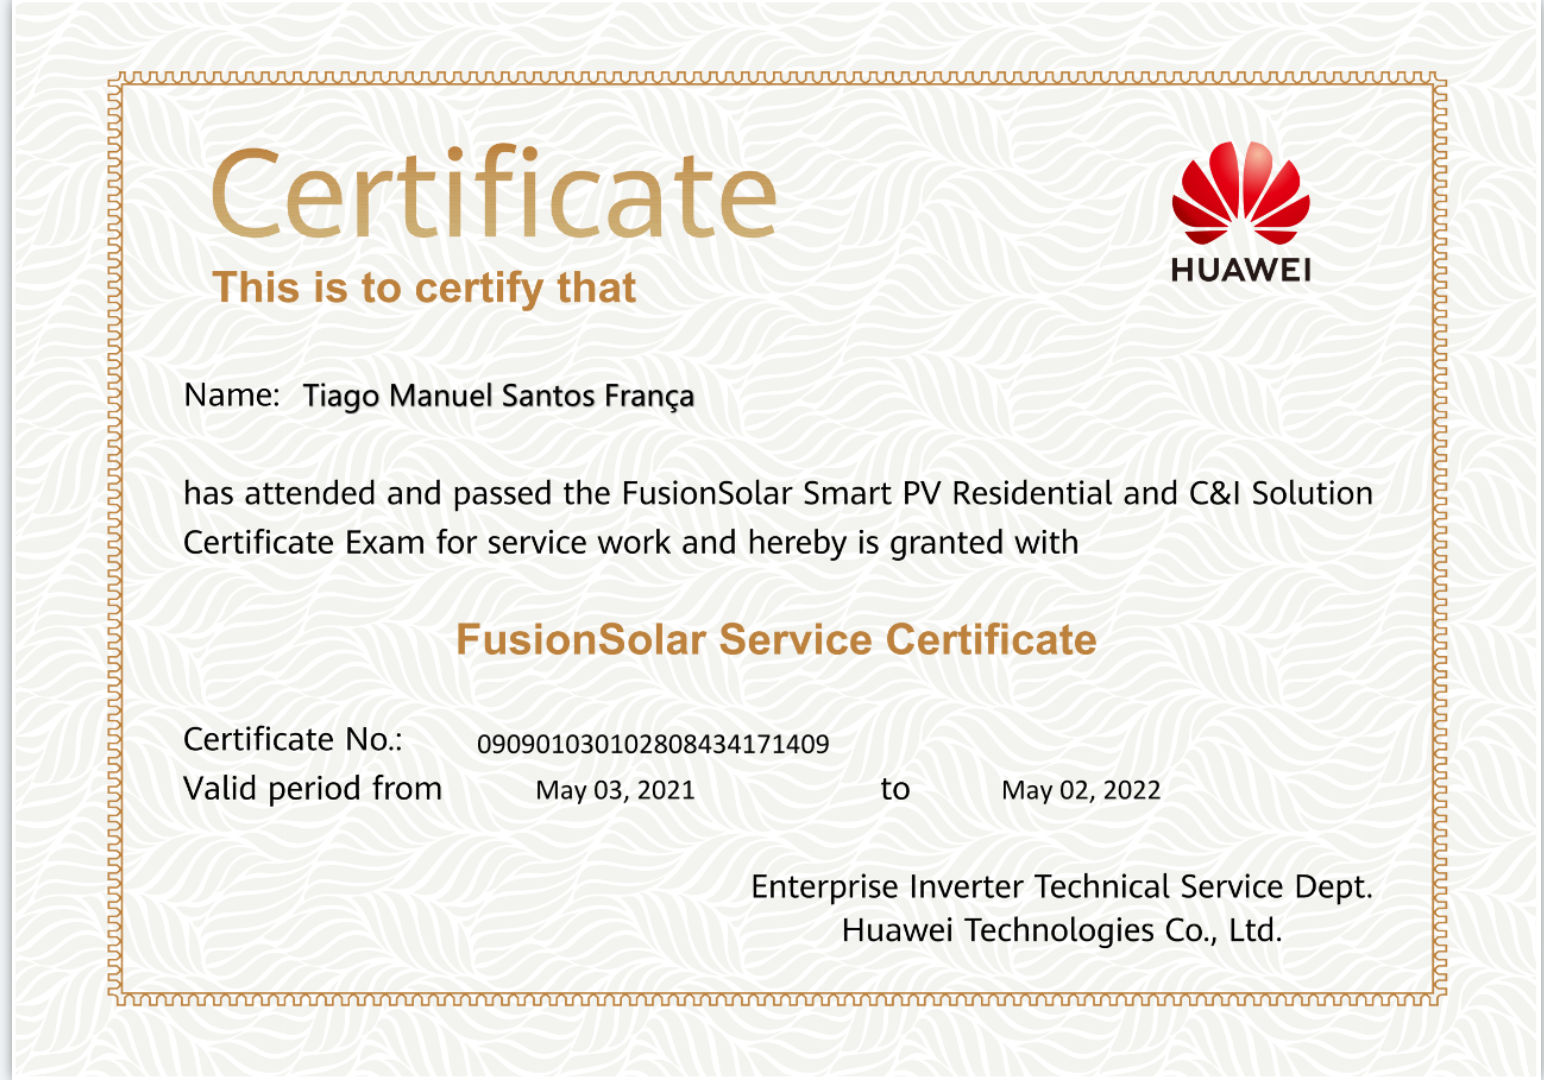 Certificate
HUAWEI
This is to certify that
Name: Tiago Manuel Santos França
has attended and passed the FusionSolar Smart PV Residential and C&I Solution
Certificate Exam for service work and hereby is granted with
FusionSolar Service Certificate
Certificate No.: 090901030102808434171409
Valid period from May 03, 2021 to May 02, 2022
Enterprise Inverter Technical Service Dept.
Huawei Technologies Co., Ltd.